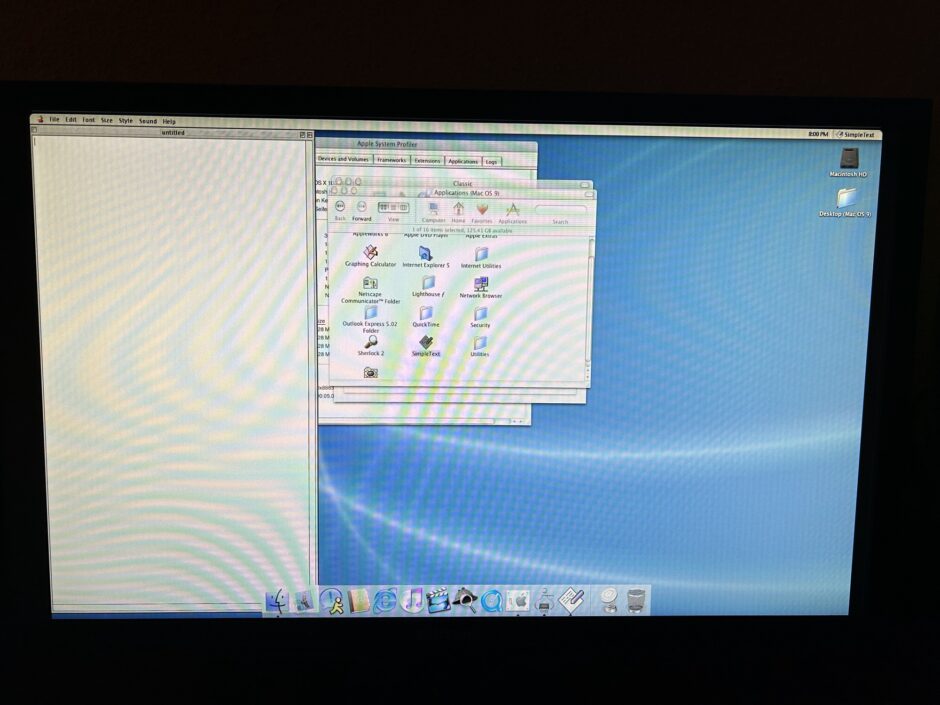 File Edit Font Size Style Sound Help
8:00 PM SimpleText
untitled
Apple System Profiler
Devices and Volumes Frameworks Extensions Applications Logs
Classic
Applications (Mac OS 9)
Back Forward View Computer Home Favorites Applications Search
1 of 16 items selected, 125.41 GB available
AppleWorks 6 Apple DVD Player Apple Extras
Graphing Calculator Internet Explorer 5 Internet Utilities
Netscape
Communicator™ Folder
Lighthouse f
Network Browser
Outlook Express 5.02
Folder
QuickTime
Security
Sherlock 2 SimpleText Utilities
Macintosh HD
Desktop (Mac OS 9)